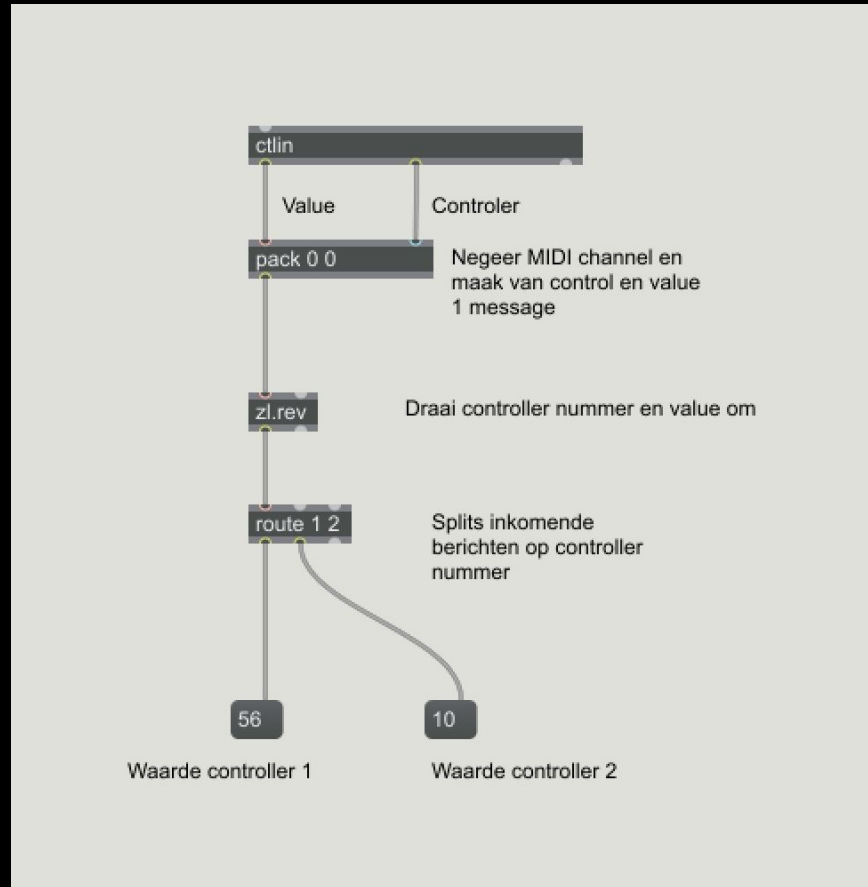 ctlin
Value
Controler
pack 0 0
Negeer MIDI channel en
maak van control en value
1 message
zl.rev
Draai controller nummer en value om
route 1 2
Splits inkomende
berichten op controller
nummer
56
10
Waarde controller 1
Waarde controller 2